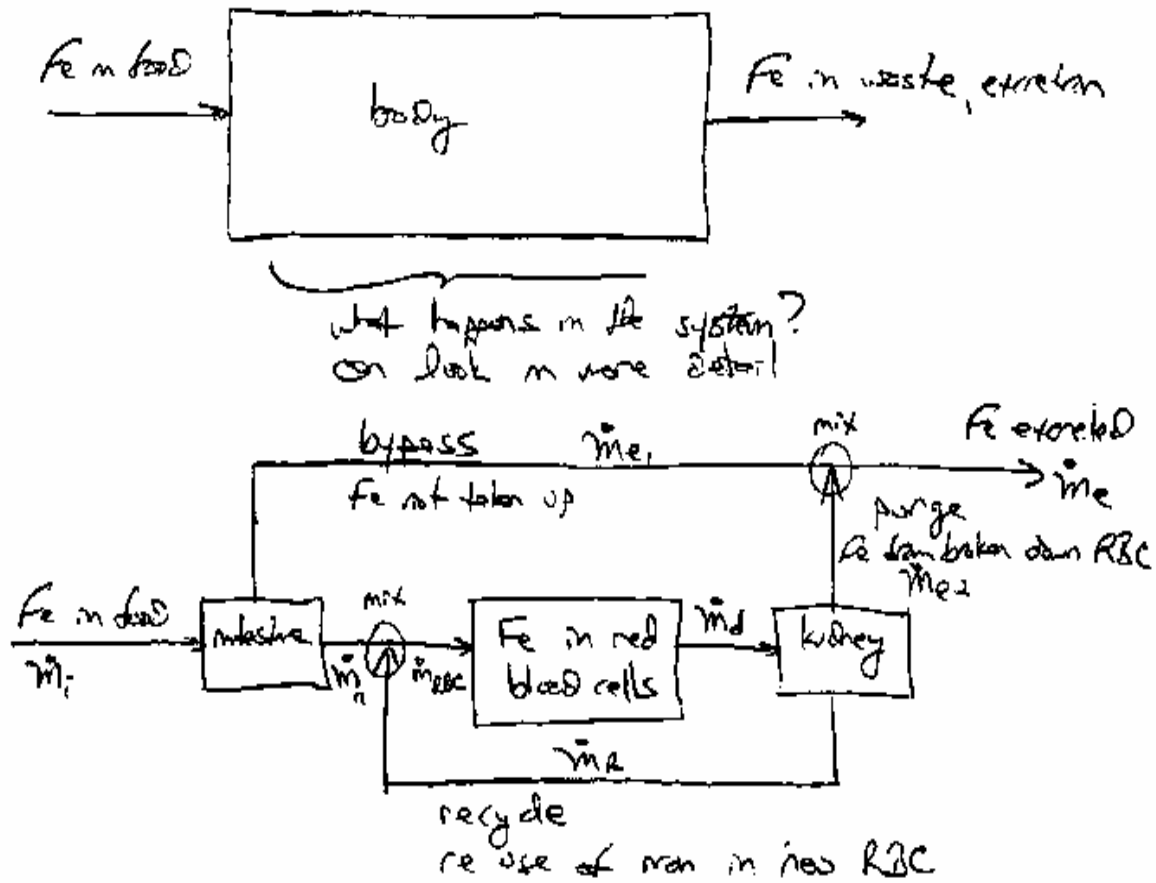 Fe in food
body
Fe in waste, excretion
what happens in the system?
can look in more detail
bypass
ṁe1
mix
Fe excreted
ṁe
Fe not taken up
purge
Fe from broken down RBC
ṁe2
Fe in food
ṁi
intestine
ṁn
mix
ṁRBC
Fe in red
blood cells
ṁd
kidney
ṁR
recycle
re use of iron in new RBC